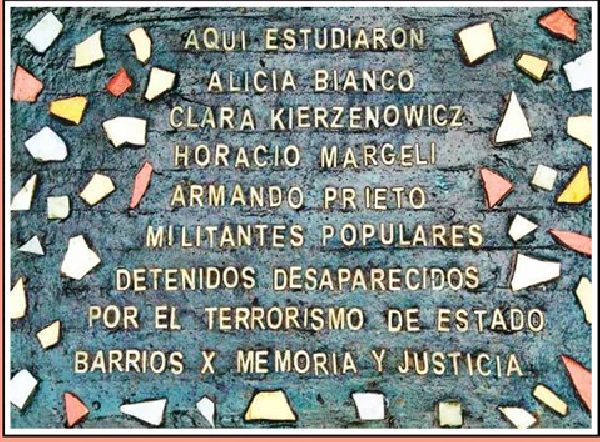 AQUI ESTUDIARON
ALICIA BIANCO
CLARA KIERZENOWICZ
HORACIO MARGELI
ARMANDO PRIETO
MILITANTES POPULARES
DETENIDOS DESAPARECIDOS
POR EL TERRORISMO DE ESTADO
BARRIOS X MEMORIA Y JUSTICIA